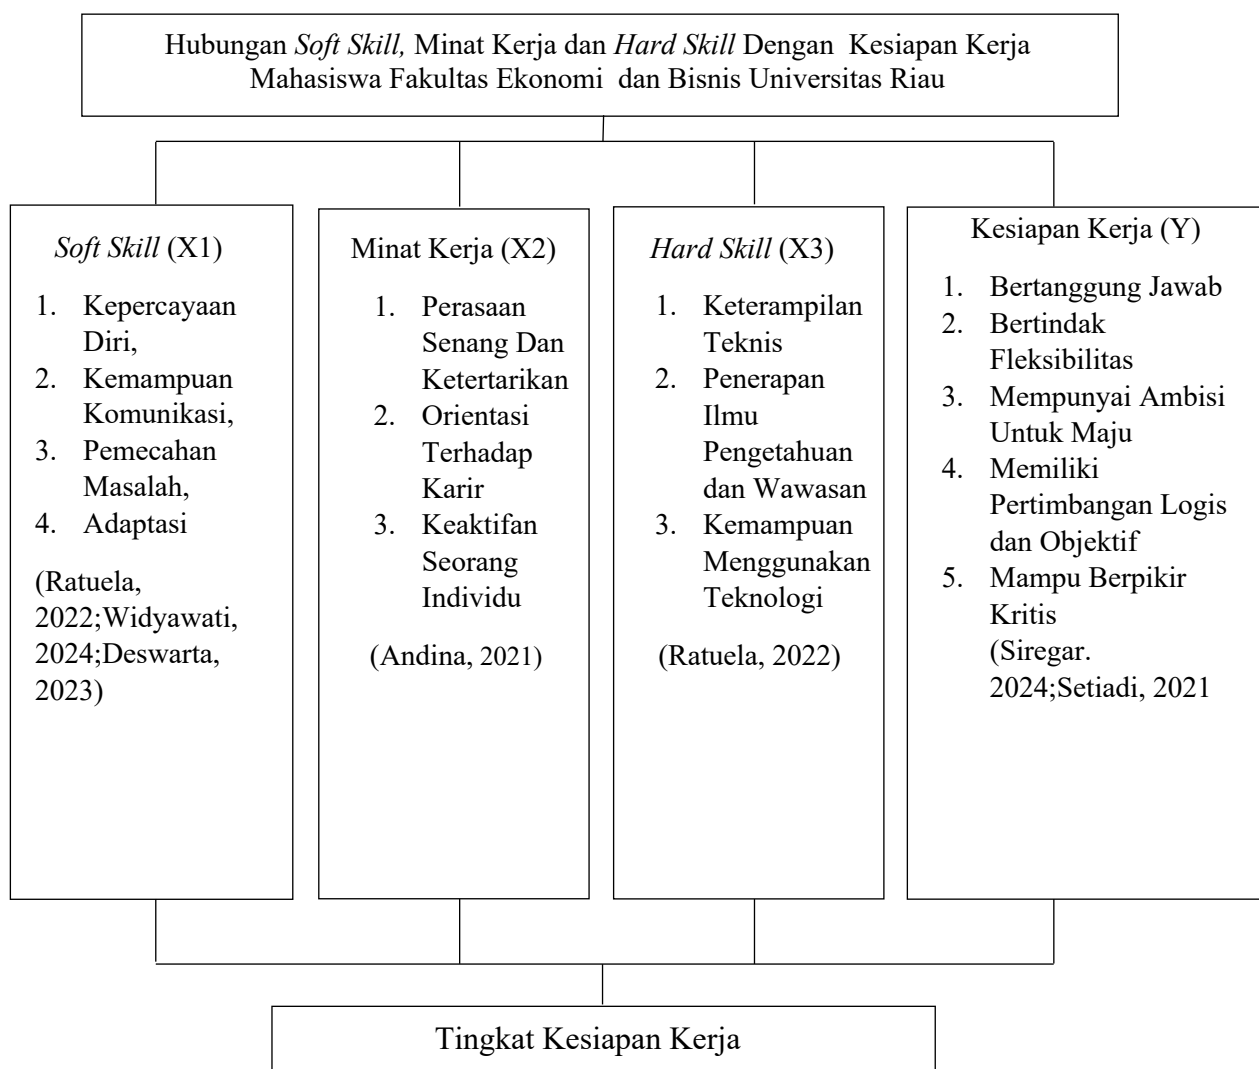 Hubungan Soft Skill, Minat Kerja dan Hard Skill Dengan Kesiapan Kerja
Mahasiswa Fakultas Ekonomi dan Bisnis Universitas Riau
Soft Skill (X1)
1. Kepercayaan
Diri,
2. Kemampuan
Komunikasi,
3. Pemecahan
Masalah,
4. Adaptasi
(Ratuela,
2022;Widyawati,
2024;Deswarta,
2023)
Minat Kerja (X2)
1. Perasaan
Senang Dan
Ketertarikan
2. Orientasi
Terhadap
Karir
3. Keaktifan
Seorang
Individu
(Andina, 2021)
Hard Skill (X3)
1. Keterampilan
Teknis
2. Penerapan
Ilmu
Pengetahuan
dan Wawasan
3. Kemampuan
Menggunakan
Teknologi
(Ratuela, 2022)
Kesiapan Kerja (Y)
1. Bertanggung Jawab
2. Bertindak
Fleksibilitas
3. Mempunyai Ambisi
Untuk Maju
4. Memiliki
Pertimbangan Logis
dan Objektif
5. Mampu Berpikir
Kritis
(Siregar.
2024;Setiadi, 2021
Tingkat Kesiapan Kerja